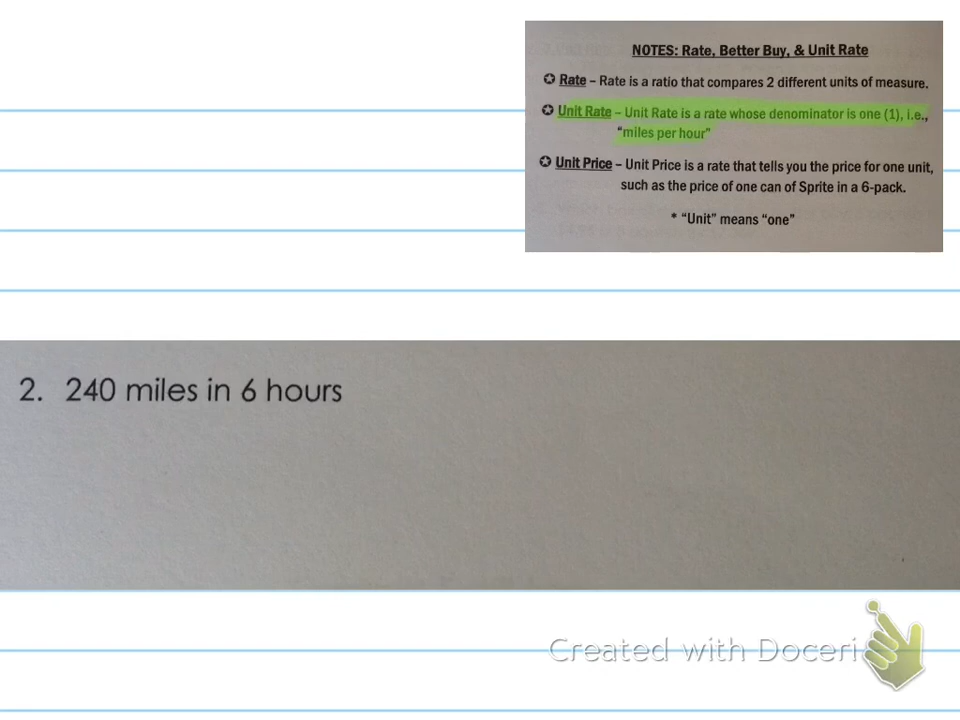 NOTES: Rate, Better Buy, & Unit Rate
Rate – Rate is a ratio that compares 2 different units of measure.
Unit Rate – Unit Rate is a rate whose denominator is one (1), i.e.,
“miles per hour”
Unit Price – Unit Price is a rate that tells you the price for one unit,
such as the price of one can of Sprite in a 6-pack.
* “Unit” means “one”
2. 240 miles in 6 hours
Created with Doceri